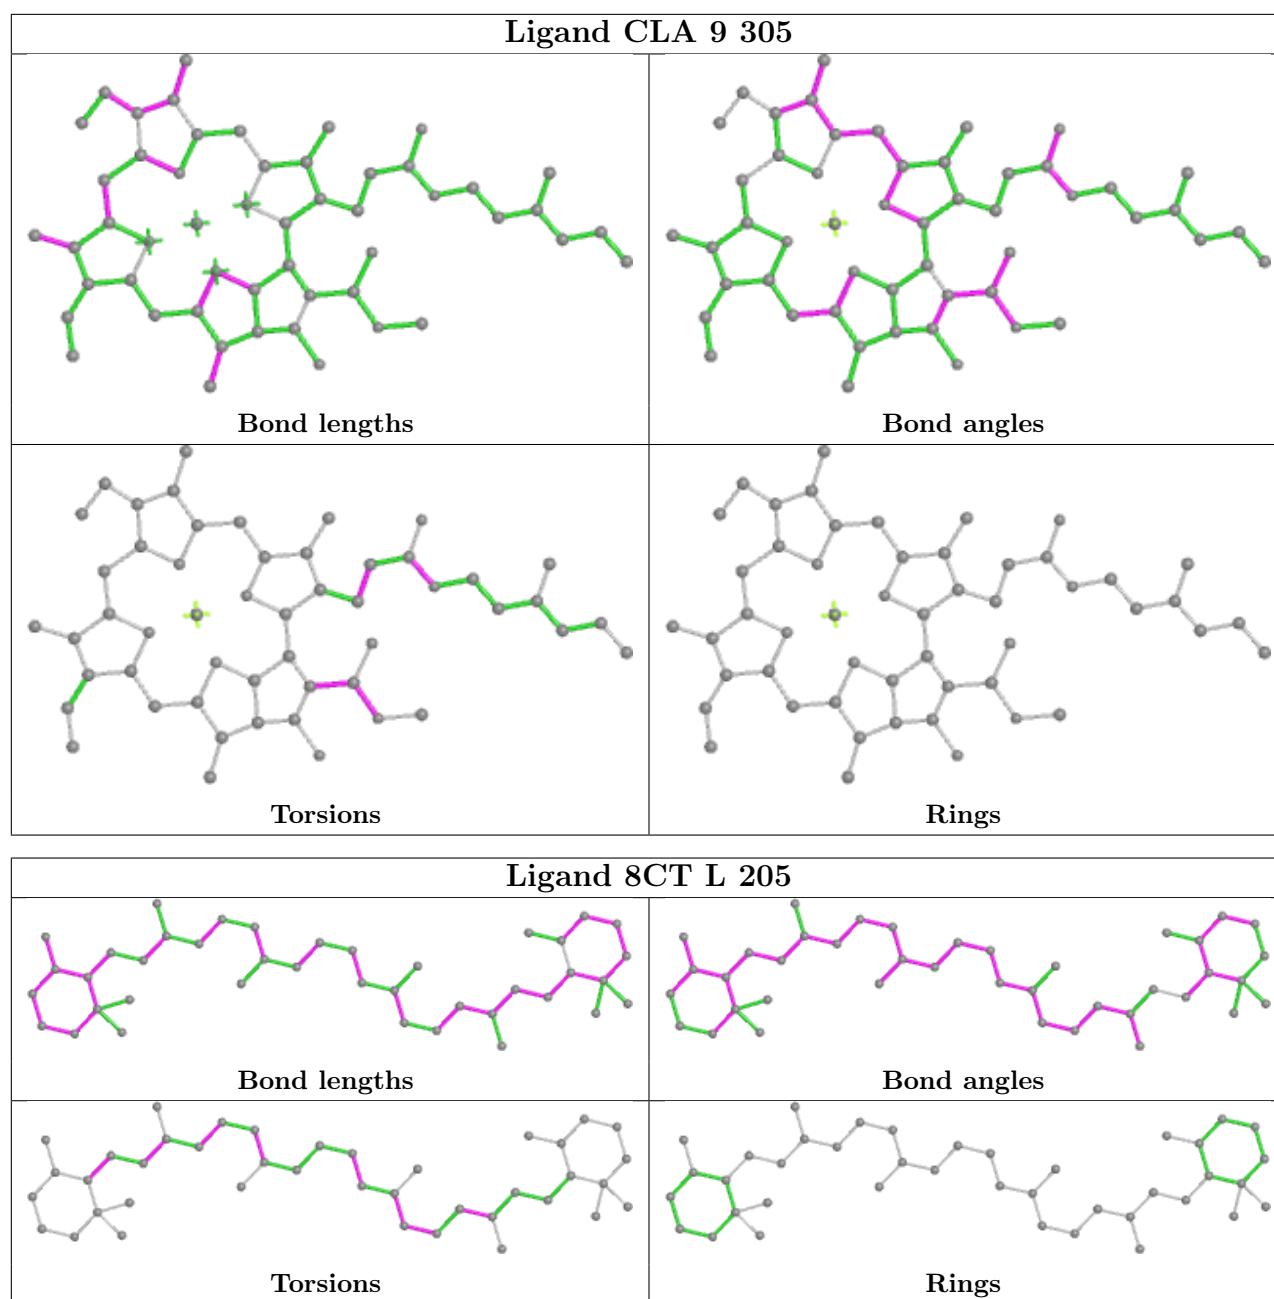 Ligand CLA 9 305
Bond lengths
Bond angles
Torsions
Rings
Ligand 8CT L 205
Bond lengths
Bond angles
Torsions
Rings